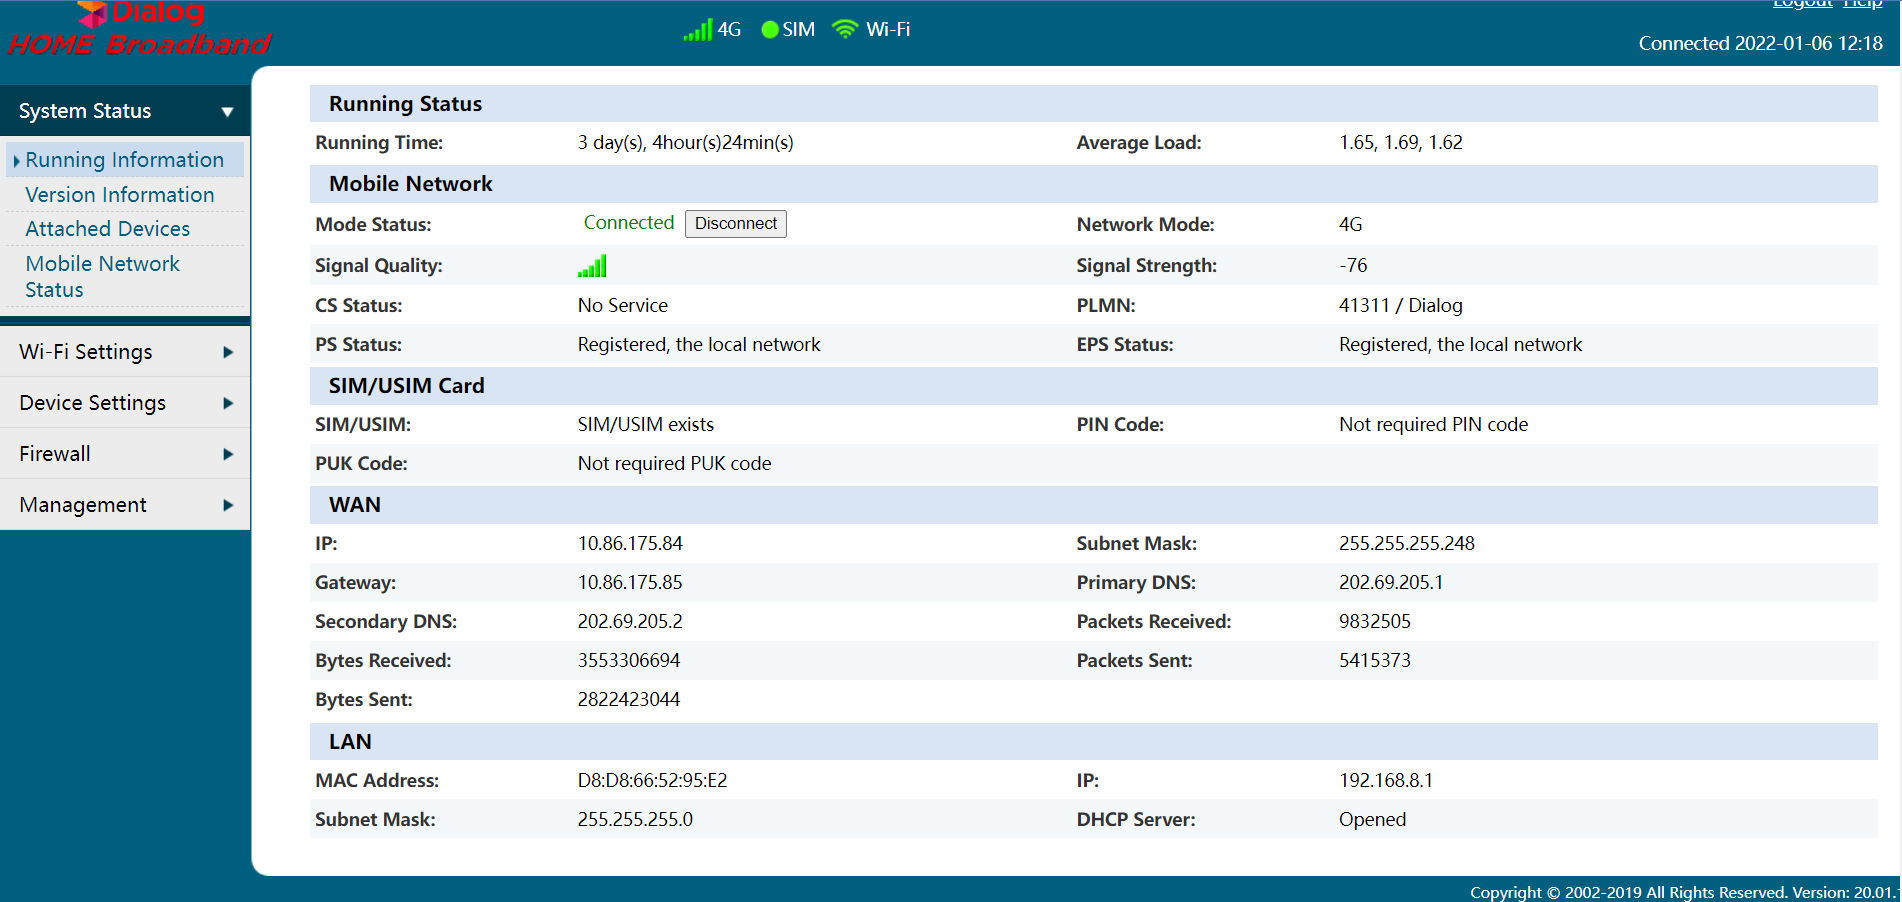 Dialog
HOME Broadband
4G SIM Wi-Fi
Logout Help
Connected 2022-01-06 12:18
System Status
Running Information
Version Information
Attached Devices
Mobile Network
Status
Wi-Fi Settings
Device Settings
Firewall
Management
Running Status
Running Time: 3 day(s), 4hour(s)24min(s) Average Load: 1.65, 1.69, 1.62
Mobile Network
Mode Status: Connected Disconnect Network Mode: 4G
Signal Quality: Signal Strength: -76
CS Status: No Service PLMN: 41311 / Dialog
PS Status: Registered, the local network EPS Status: Registered, the local network
SIM/USIM Card
SIM/USIM: SIM/USIM exists PIN Code: Not required PIN code
PUK Code: Not required PUK code
WAN
IP: 10.86.175.84 Subnet Mask: 255.255.255.248
Gateway: 10.86.175.85 Primary DNS: 202.69.205.1
Secondary DNS: 202.69.205.2 Packets Received: 9832505
Bytes Received: 3553306694 Packets Sent: 5415373
Bytes Sent: 2822423044
LAN
MAC Address: D8:D8:66:52:95:E2 IP: 192.168.8.1
Subnet Mask: 255.255.255.0 DHCP Server: Opened
Copyright © 2002-2019 All Rights Reserved. Version: 20.01.